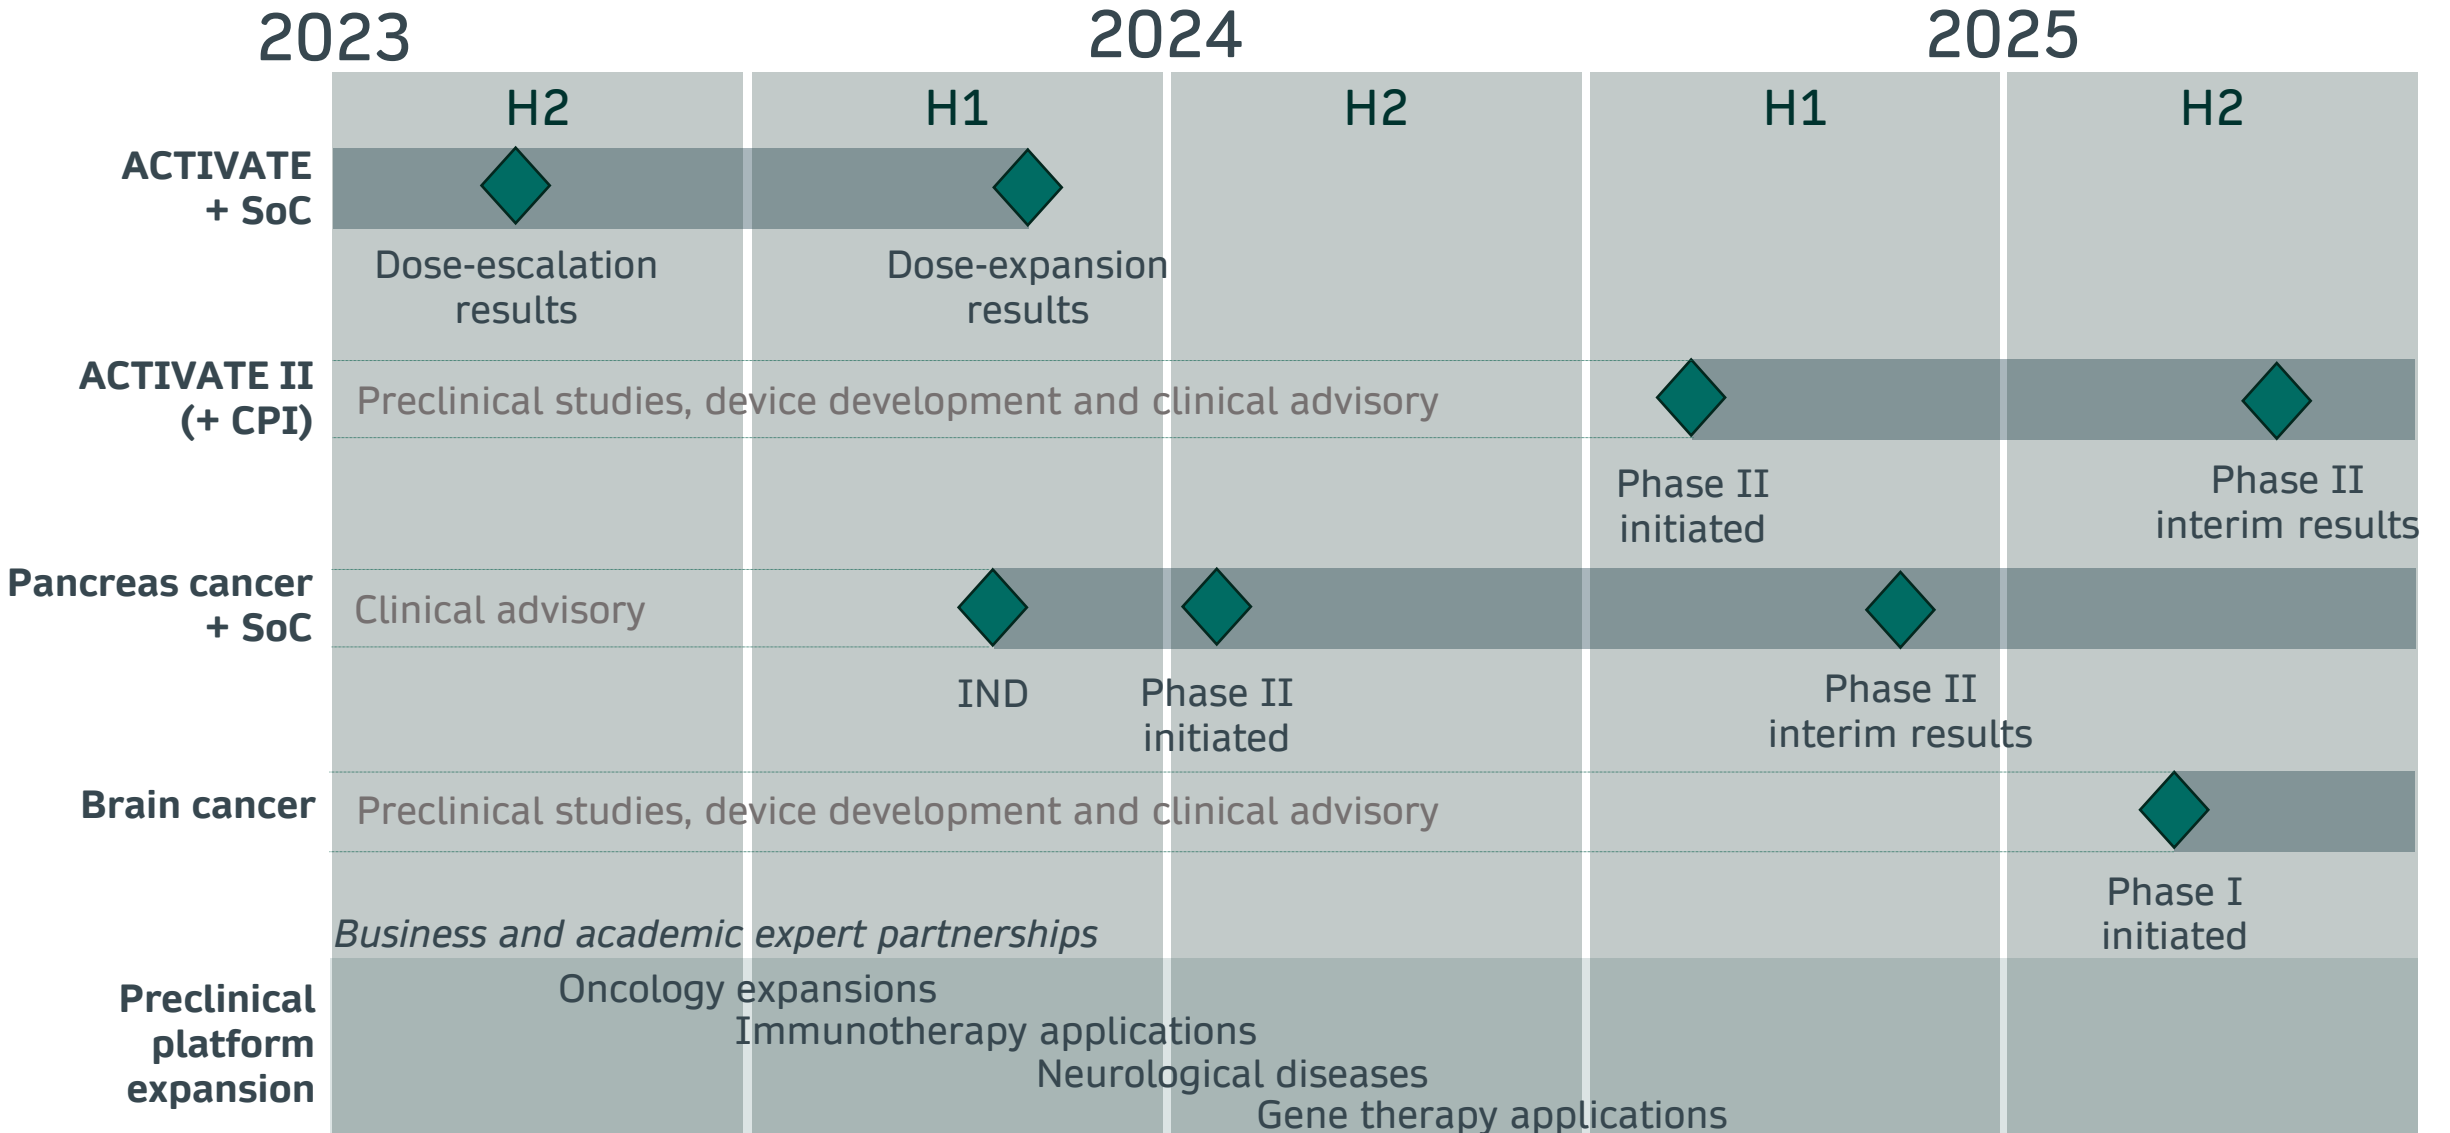 2023
2024
2025
H2
H1
H2
H1
H2
ACTIVATE
+ SoC
Dose-escalation
results
Dose-expansion
results
ACTIVATE II
(+ CPI)
Preclinical studies, device development and clinical advisory
Phase II
initiated
Phase II
interim results
Pancreas cancer
+ SoC
Clinical advisory
IND
Phase II
initiated
Phase II
interim results
Brain cancer
Preclinical studies, device development and clinical advisory
Phase I
initiated
Business and academic expert partnerships
Preclinical
platform
expansion
Oncology expansions
Immunotherapy applications
Neurological diseases
Gene therapy applications